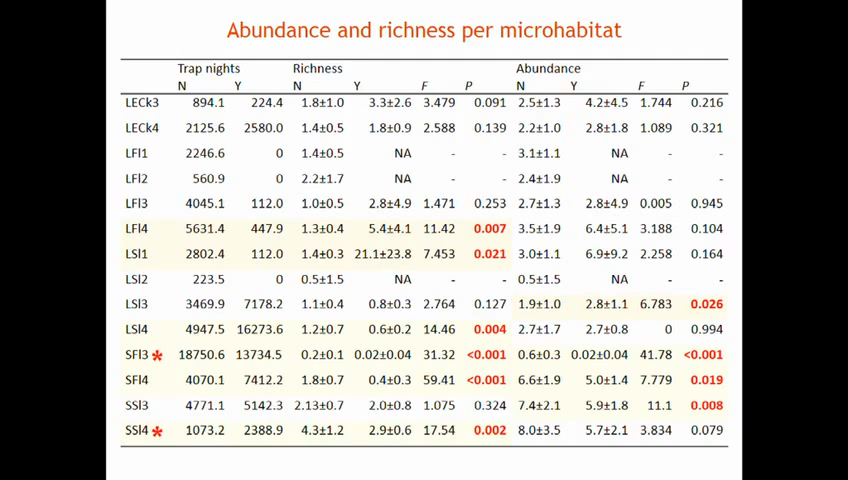 Abundance and richness per microhabitat
Trap nights Richness Abundance
N Y N Y F P N Y F P
LECk3 894.1 224.4 1.8±1.0 3.3±2.6 3.479 0.091 2.5±1.3 4.2±4.5 1.744 0.216
LECk4 2125.6 2580.0 1.4±0.5 1.8±0.9 2.588 0.139 2.2±1.0 2.8±1.8 1.089 0.321
LFl1 2246.6 0 1.4±0.5 NA - - 3.1±1.1 NA - -
LFl2 560.9 0 2.2±1.7 NA - - 2.4±1.9 NA - -
LFl3 4045.1 112.0 1.0±0.5 2.8±4.9 1.471 0.253 2.7±1.3 2.8±4.9 0.005 0.945
LFl4 5631.4 447.9 1.3±0.4 5.4±4.1 11.42 0.007 3.5±1.9 6.4±5.1 3.188 0.104
LSl1 2802.4 112.0 1.4±0.3 21.1±23.8 7.453 0.021 3.0±1.1 6.9±9.2 2.258 0.164
LSl2 223.5 0 0.5±1.5 NA - - 0.5±1.5 NA - -
LSl3 3469.9 7178.2 1.1±0.4 0.8±0.3 2.764 0.127 1.9±1.0 2.8±1.1 6.783 0.026
LSl4 4947.5 16273.6 1.2±0.7 0.6±0.2 14.46 0.004 2.7±1.7 2.7±0.8 0 0.994
SFl3 * 18750.6 13734.5 0.2±0.1 0.02±0.04 31.32 <0.001 0.6±0.3 0.02±0.04 41.78 <0.001
SFl4 4070.1 7412.2 1.8±0.7 0.4±0.3 59.41 <0.001 6.6±1.9 5.0±1.4 7.779 0.019
SSl3 4771.1 5142.3 2.13±0.7 2.0±0.8 1.075 0.324 7.4±2.1 5.9±1.8 11.1 0.008
SSl4 * 1073.2 2388.9 4.3±1.2 2.9±0.6 17.54 0.002 8.0±3.5 5.7±2.1 3.834 0.079